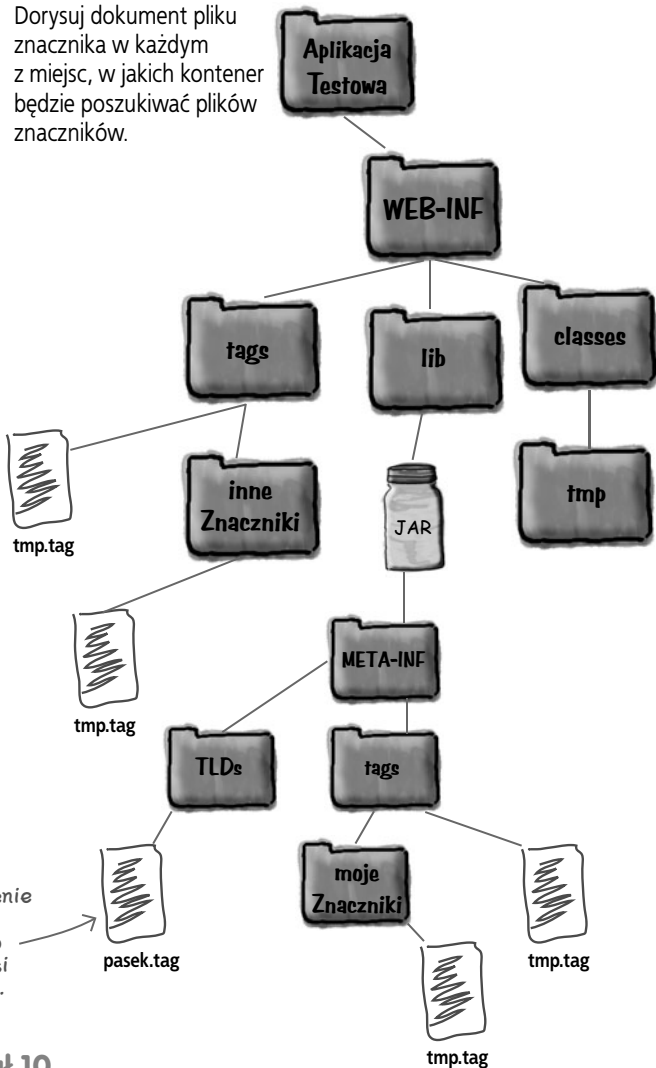 Dorysuj dokument pliku
znacznika w każdym
z miejsc, w jakich kontener
będzie poszukiwać plików
znaczników.
Aplikacja
Testowa
WEB-INF
tags
lib
classes
tmp.tag
inne
Znaczniki
JAR
tmp
tmp.tag
META-INF
TLDs
tags
pasek.tag
moje
Znaczniki
tmp.tag
tmp.tag
10